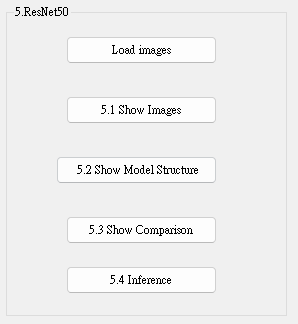 5.ResNet50
Load images
5.1 Show Images
5.2 Show Model Structure
5.3 Show Comparison
5.4 Inference